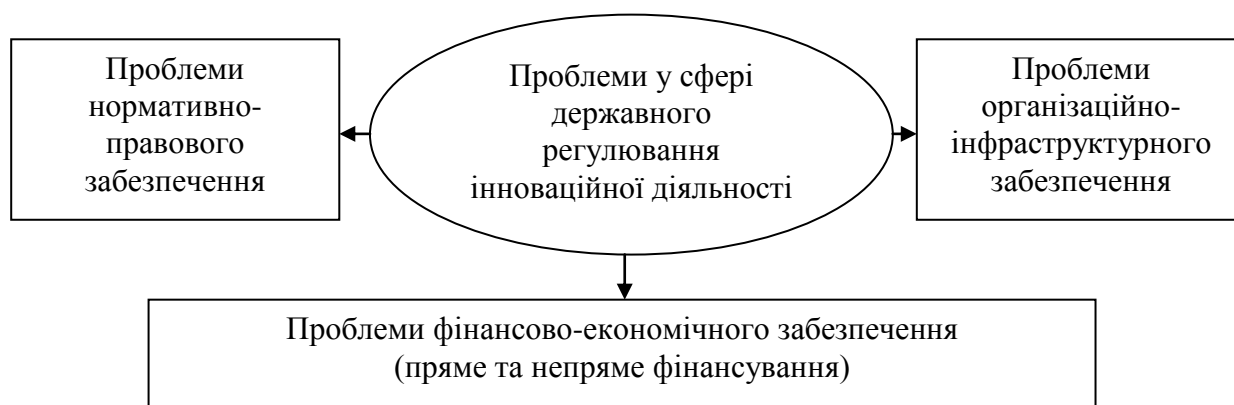 Проблеми
нормативно-
правового
забезпечення
Проблеми у сфері
державного
регулювання
інноваційної діяльності
Проблеми
організаційно-
інфраструктурного
забезпечення
Проблеми фінансово-економічного забезпечення
(пряме та непряме фінансування)